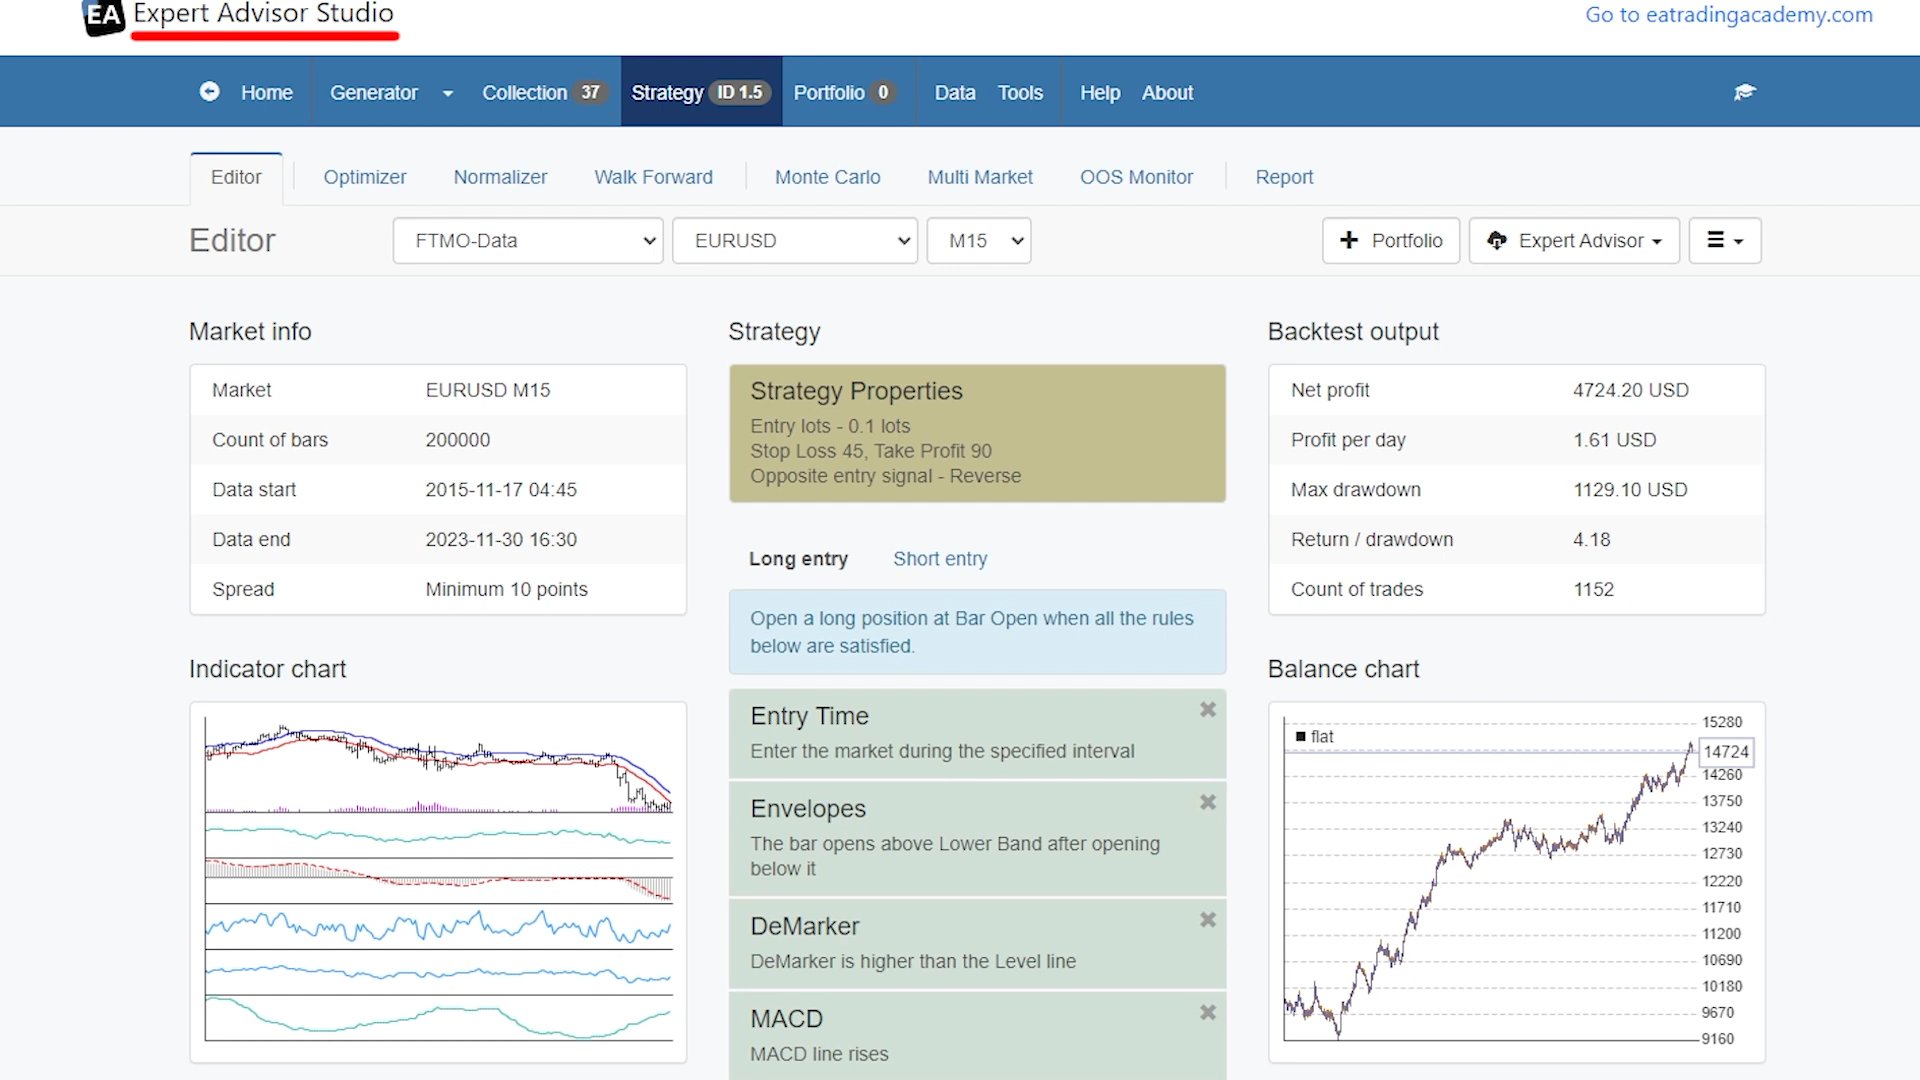 EA Expert Advisor Studio
Go to eatradingacademy.com
Home
Generator
Collection 37
Strategy ID 1.5
Portfolio 0
Data
Tools
Help
About
Editor
Optimizer
Normalizer
Walk Forward
Monte Carlo
Multi Market
OOS Monitor
Report
Editor
FTMO-Data
EURUSD
M15
Portfolio
Expert Advisor
Market info
Market EURUSD M15
Count of bars 200000
Data start 2015-11-17 04:45
Data end 2023-11-30 16:30
Spread Minimum 10 points
Indicator chart
Strategy
Strategy Properties
Entry lots - 0.1 lots
Stop Loss 45, Take Profit 90
Opposite entry signal - Reverse
Long entry
Short entry
Open a long position at Bar Open when all the rules
below are satisfied.
Entry Time
Enter the market during the specified interval
Envelopes
The bar opens above Lower Band after opening
below it
DeMarker
DeMarker is higher than the Level line
MACD
MACD line rises
Backtest output
Net profit 4724.20 USD
Profit per day 1.61 USD
Max drawdown 1129.10 USD
Return / drawdown 4.18
Count of trades 1152
Balance chart
flat
15280
14724
14260
13750
13240
12730
12220
11710
11200
10690
10180
9670
9160